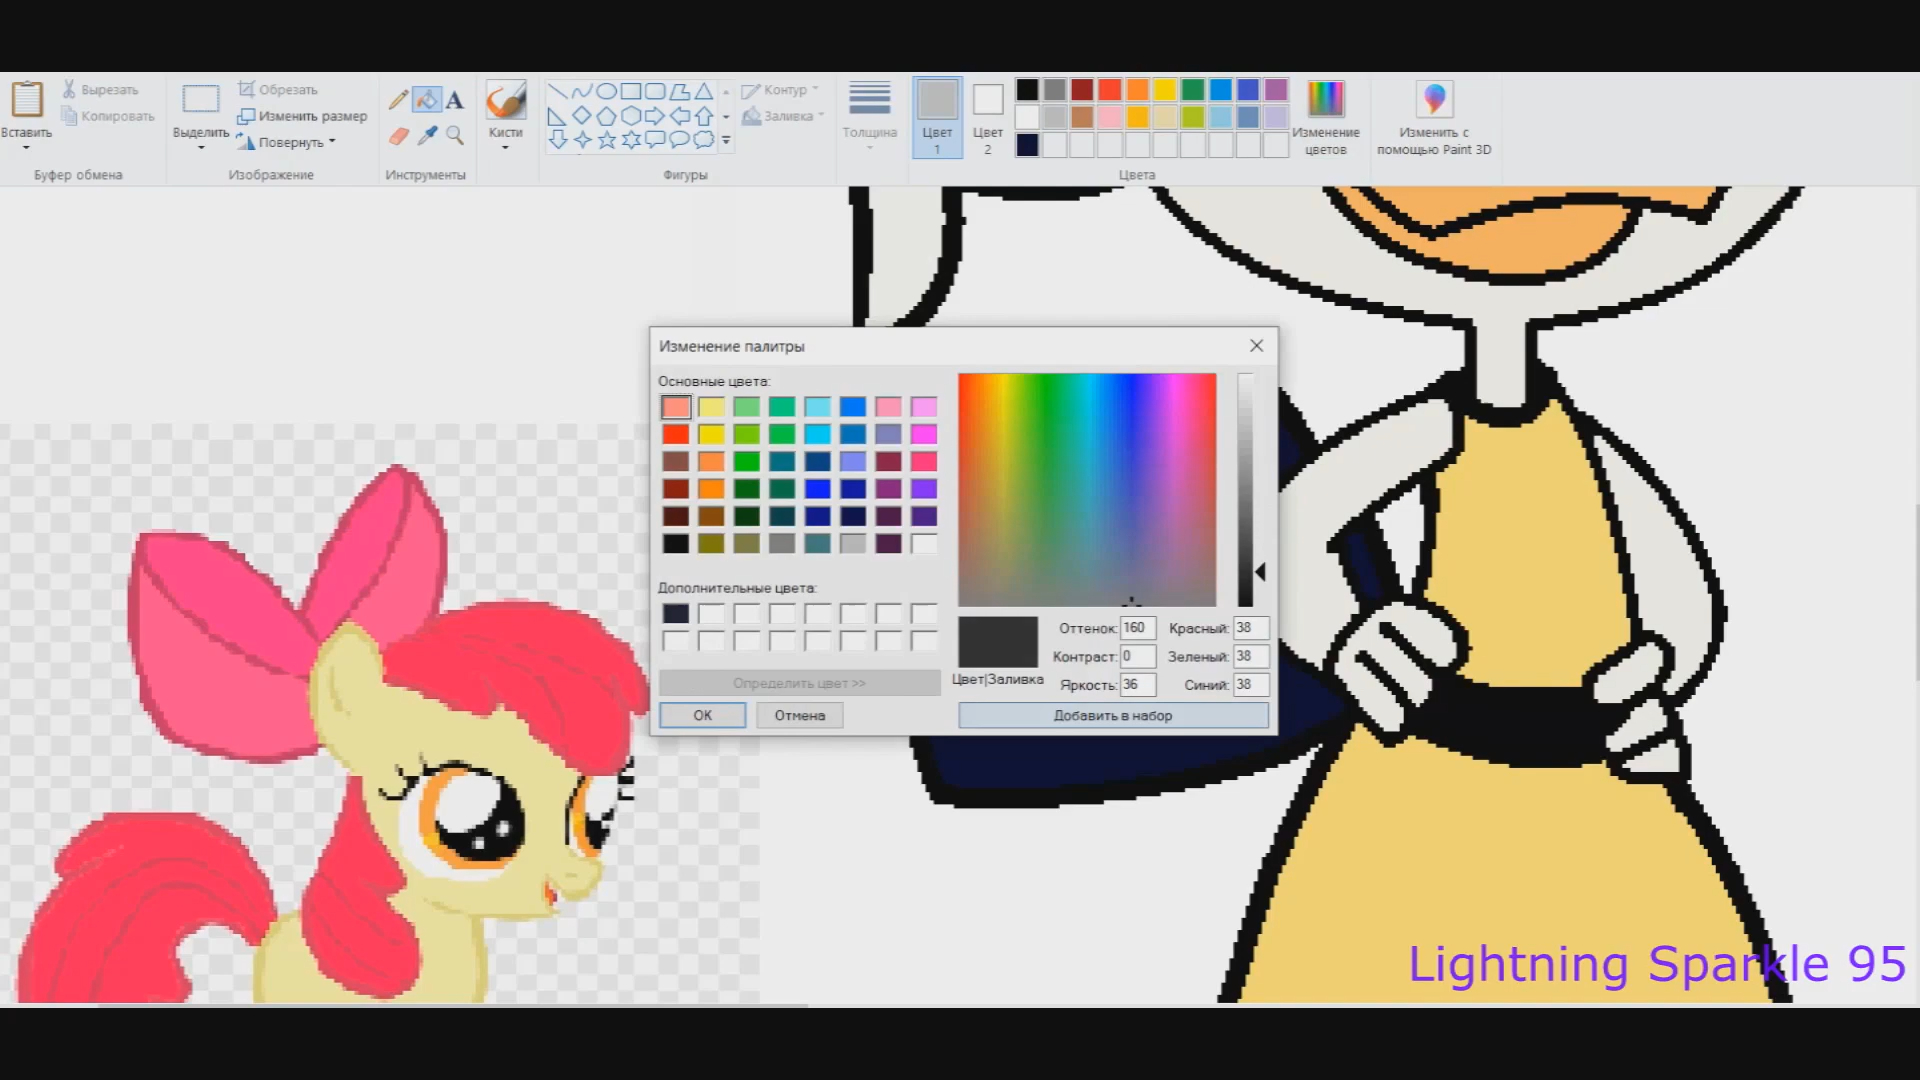 Вставить
Вырезать
Копировать
Буфер обмена
Выделить
Обрезать
Изменить размер
Повернуть
Изображение
A
Инструменты
Кисти
Фигуры
Контур
Заливка
Толщина
Цвет
1
Цвет
2
Цвета
Изменение
цветов
Изменить с
помощью Paint 3D
Изменение палитры
Основные цвета:
Дополнительные цвета:
Определить цвет >>
OK
Отмена
Цвет|Заливка
Оттенок: 160
Контраст: 0
Яркость: 36
Красный: 38
Зеленый: 38
Синий: 38
Добавить в набор
Lightning Sparkle 95